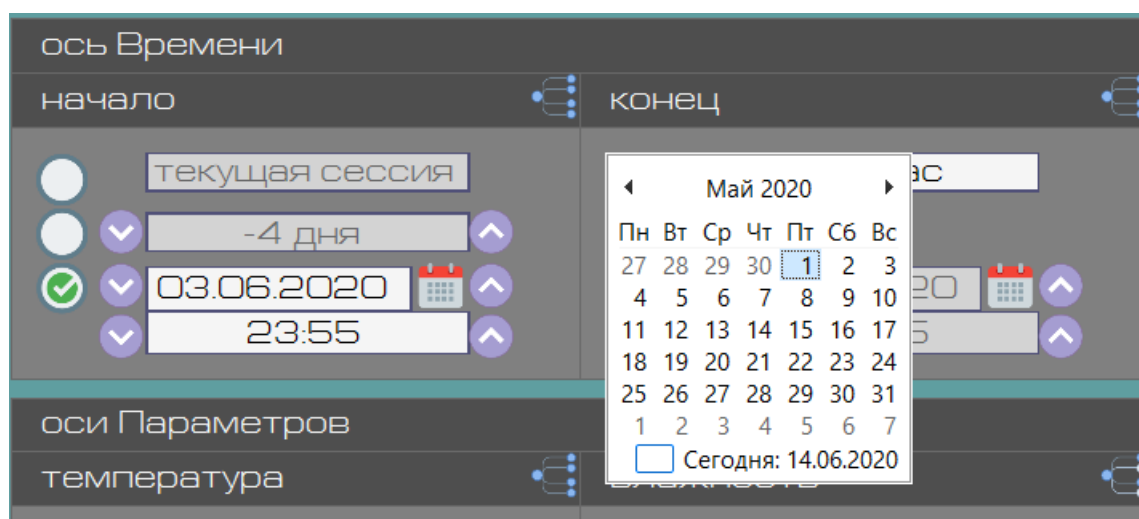 ось Времени
начало
конец
текущая сессия
-4 дня
03.06.2020
23:55
ас
20
5
Май 2020
Пн Вт Ср Чт Пт Сб Вс
27 28 29 30 1 2 3
4 5 6 7 8 9 10
11 12 13 14 15 16 17
18 19 20 21 22 23 24
25 26 27 28 29 30 31
1 2 3 4 5 6 7
Сегодня: 14.06.2020
оси Параметров
температура